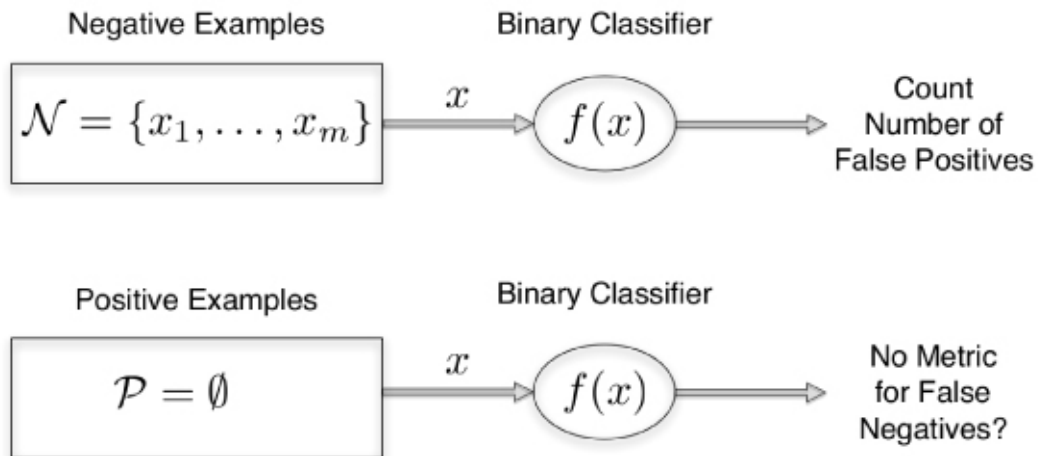 Negative Examples
Binary Classifier
𝒩 = {x₁, . . . , xₘ}
x
f(x)
Count
Number of
False Positives
Positive Examples
Binary Classifier
𝒫 = ∅
x
f(x)
No Metric
for False
Negatives?